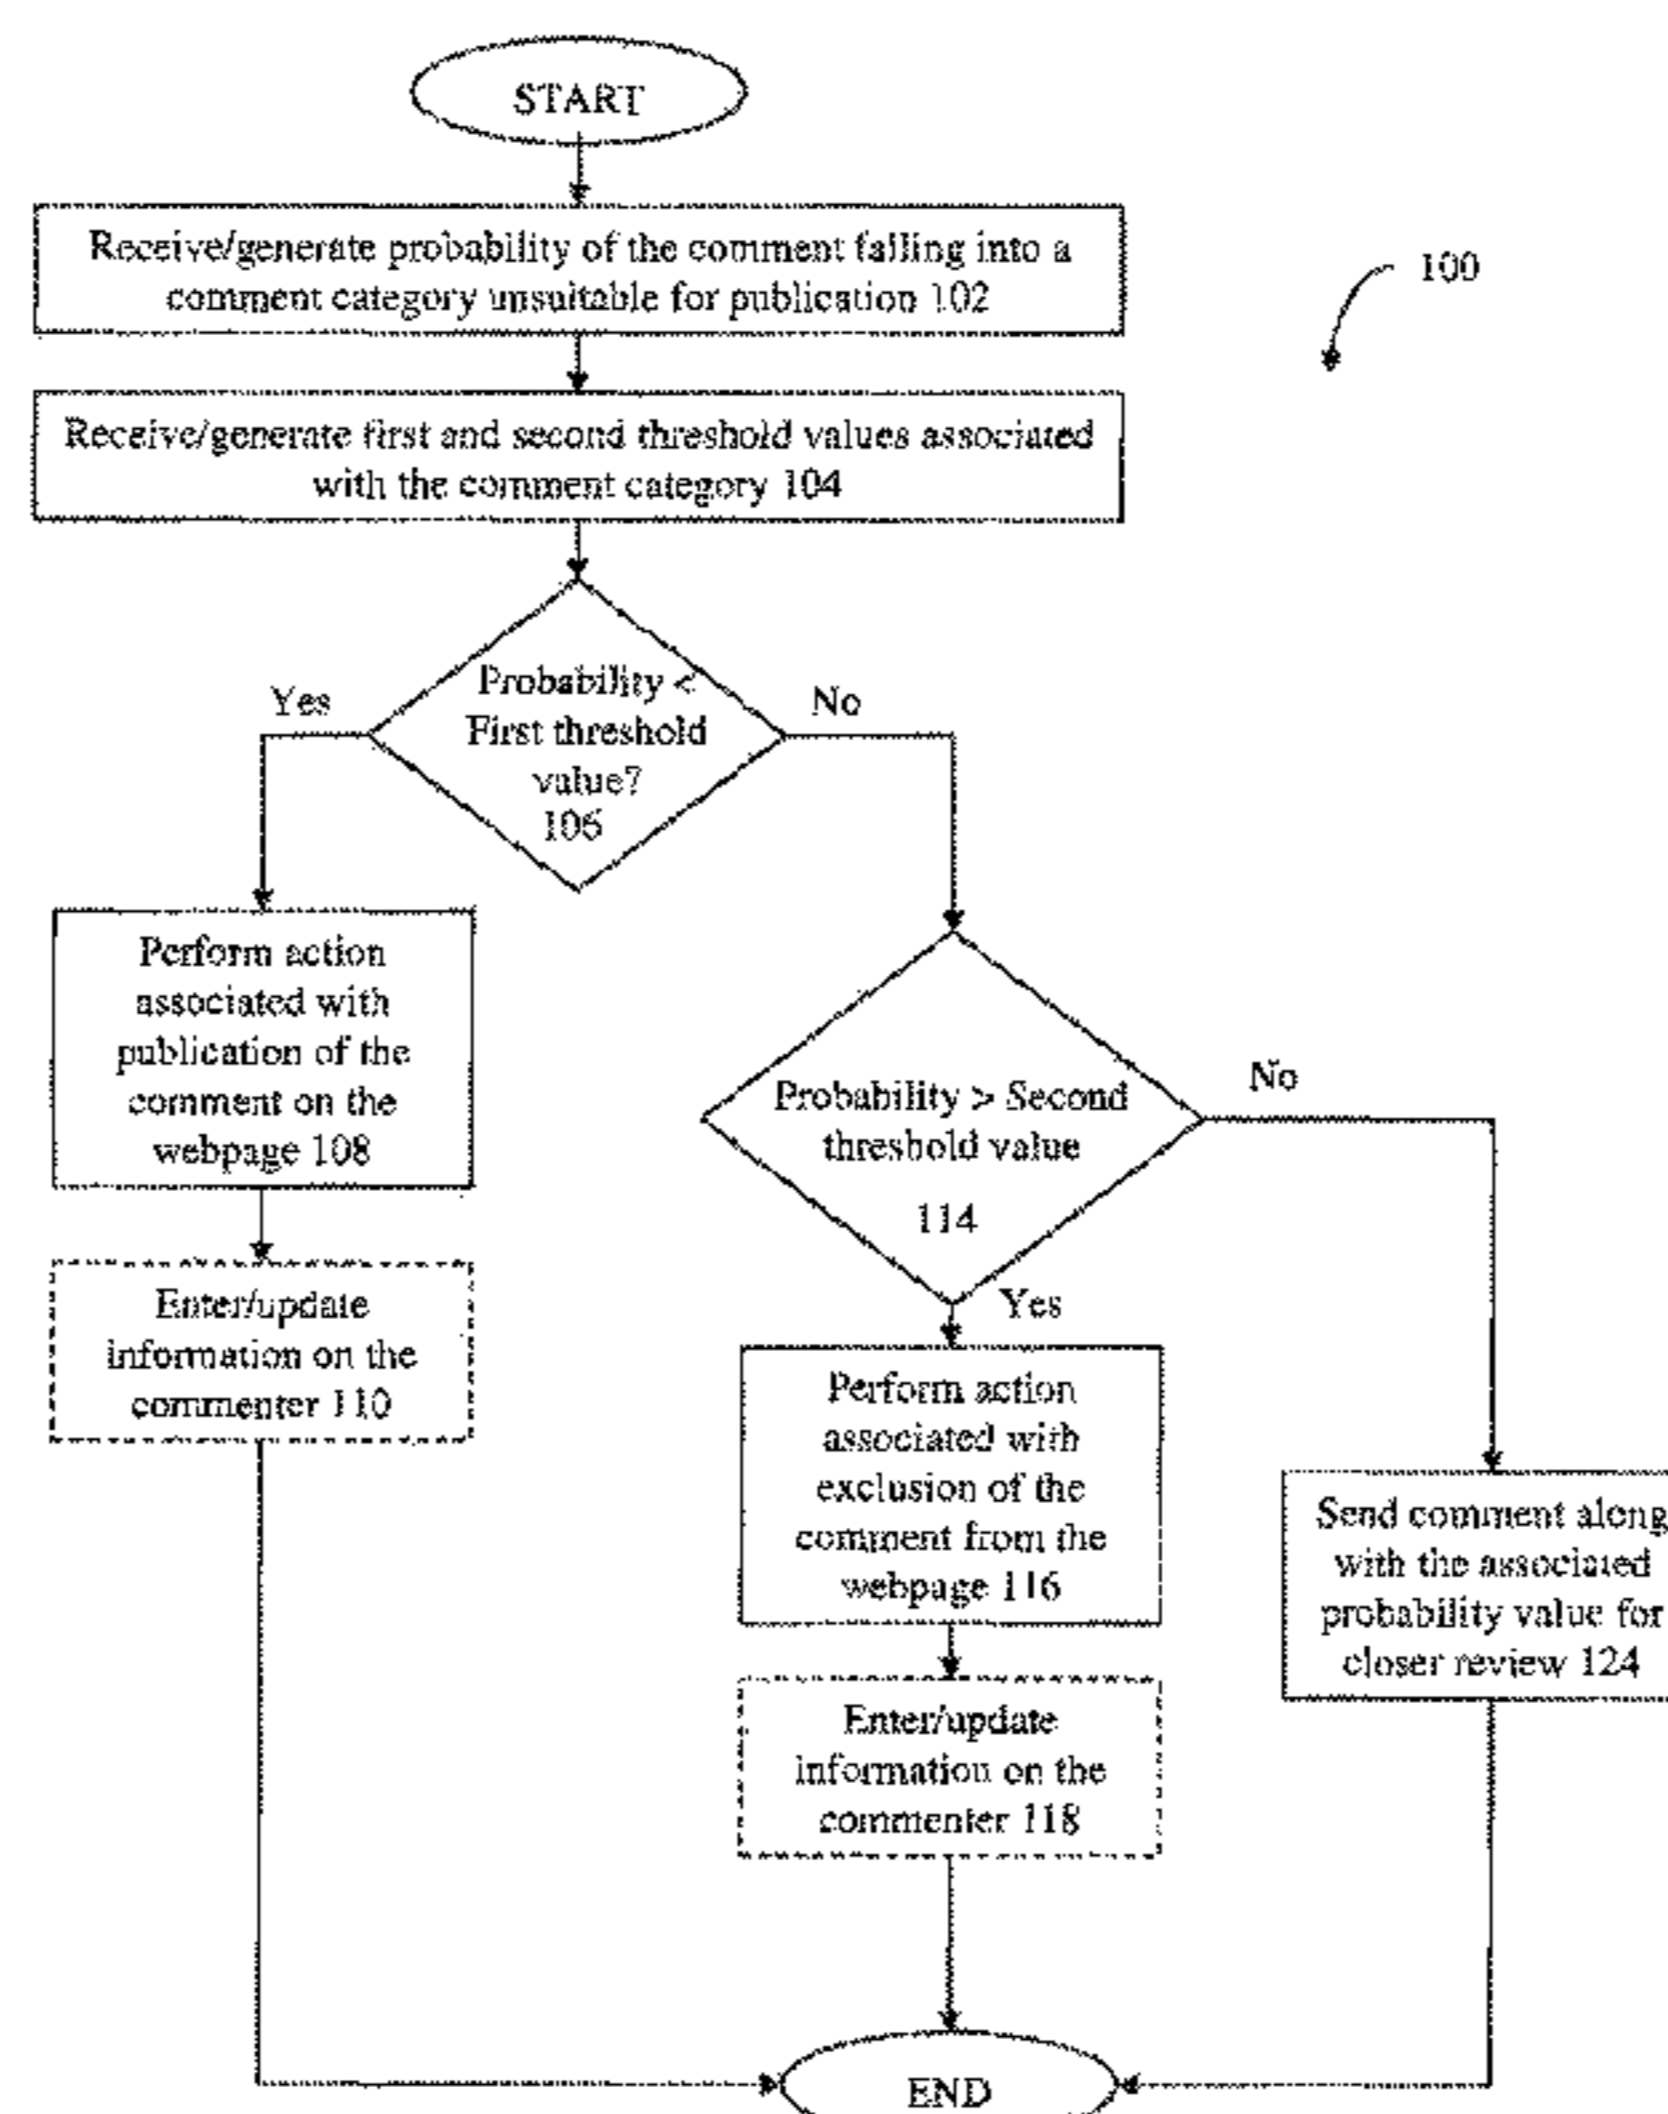 START
Receive/generate probability of the comment falling into a
comment category unsuitable for publication 102
100
Receive/generate first and second threshold values associated
with the comment category 104
Probability <
First threshold
value?
106
Yes
No
Perform action
associated with
publication of the
comment on the
webpage 108
Probability > Second
threshold value
114
No
Yes
Enter/update
information on the
commenter 110
Perform action
associated with
exclusion of the
comment from the
webpage 116
Send comment along
with the associated
probability value for
closer review 124
Enter/update
information on the
commenter 118
END